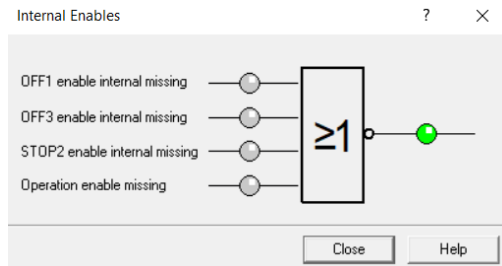 Internal Enables ? ×
OFF1 enable internal missing
OFF3 enable internal missing
STOP2 enable internal missing
Operation enable missing
≥1
Close Help